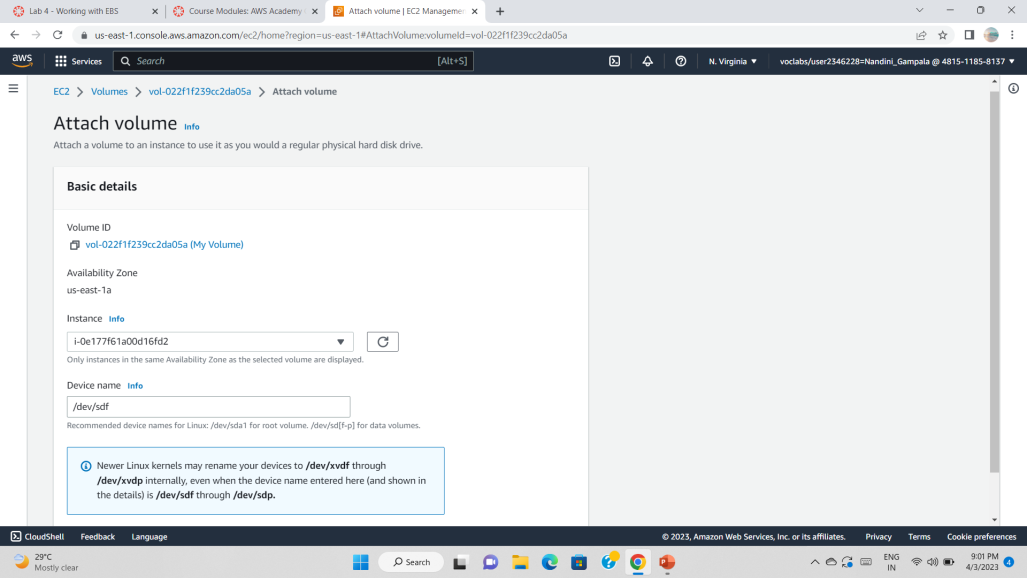 Lab 4 - Working with EBS
Course Modules: AWS Academy
Attach volume | EC2 Managemen
us-east-1.console.aws.amazon.com/ec2/home?region=us-east-1#AttachVolume:volumeId=vol-022f1f239cc2da05a
aws
Services
Search
[Alt+S]
N. Virginia
voclabs/user2346228=Nandini_Gampala @ 4815-1185-8137
EC2
Volumes
vol-022f1f239cc2da05a
Attach volume
Attach volume Info
Attach a volume to an instance to use it as you would a regular physical hard disk drive.
Basic details
Volume ID
vol-022f1f239cc2da05a (My Volume)
Availability Zone
us-east-1a
Instance Info
i-0e177f61a00d16fd2
Only instances in the same Availability Zone as the selected volume are displayed.
Device name Info
/dev/sdf
Recommended device names for Linux: /dev/sda1 for root volume. /dev/sd[f-p] for data volumes.
Newer Linux kernels may rename your devices to /dev/xvdf through
/dev/xvdp internally, even when the device name entered here (and shown in
the details) is /dev/sdf through /dev/sdp.
CloudShell
Feedback
Language
© 2023, Amazon Web Services, Inc. or its affiliates.
Privacy
Terms
Cookie preferences
29°C
Mostly clear
Search
ENG
IN
9:01 PM
4/3/2023
4